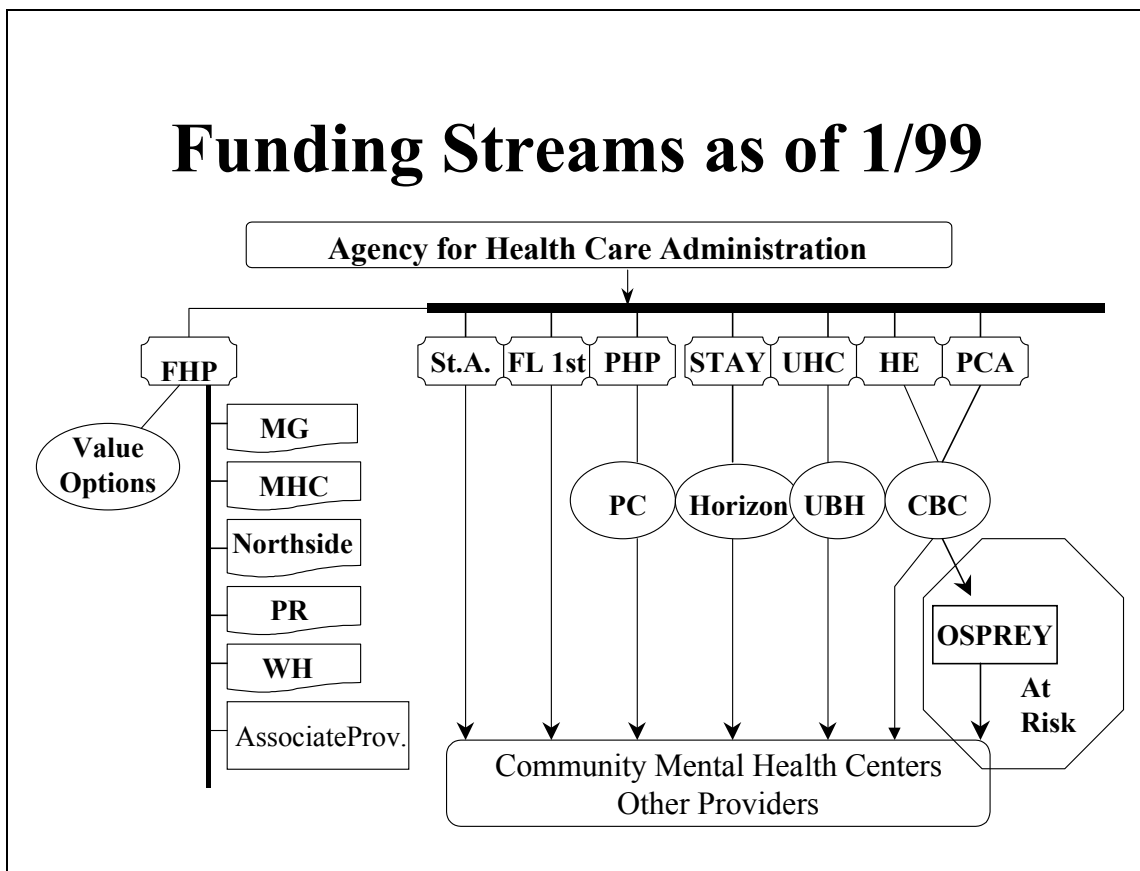 Funding Streams as of 1/99
Agency for Health Care Administration
FHP
St.A.
FL 1st
PHP
STAY
UHC
HE
PCA
Value
Options
MG
MHC
Northside
PR
WH
AssociateProv.
PC
Horizon
UBH
CBC
OSPREY
At
Risk
Community Mental Health Centers
Other Providers